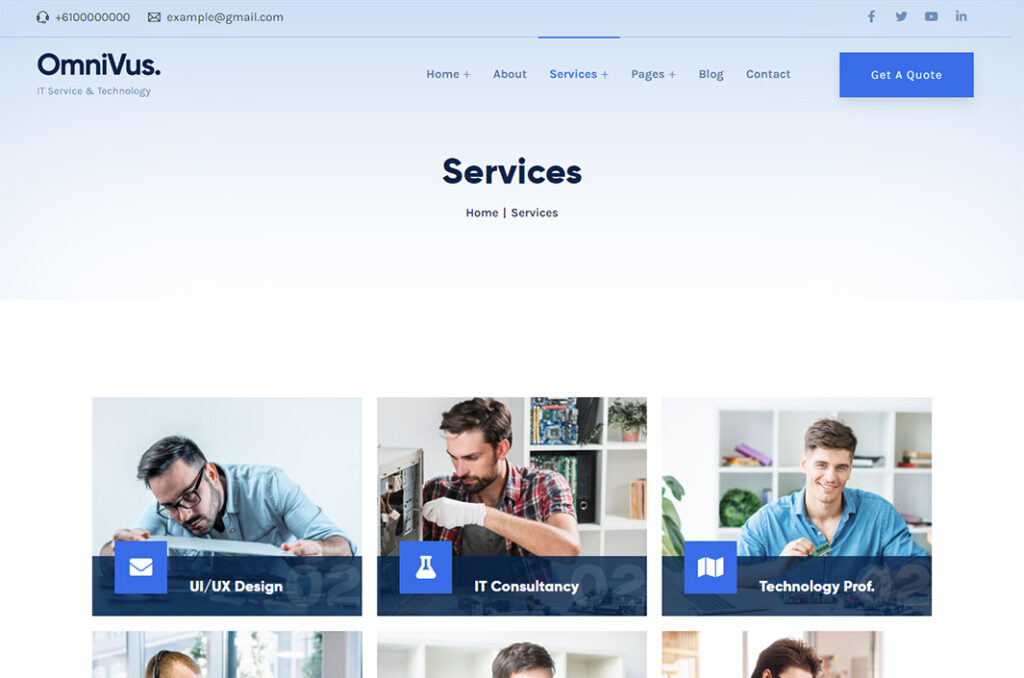 +6100000000 example@gmail.com
OmniVus.
IT Service & Technology
Home + About Services + Pages + Blog Contact Get A Quote
Services
Home | Services
02 02 02
UI/UX Design IT Consultancy Technology Prof.